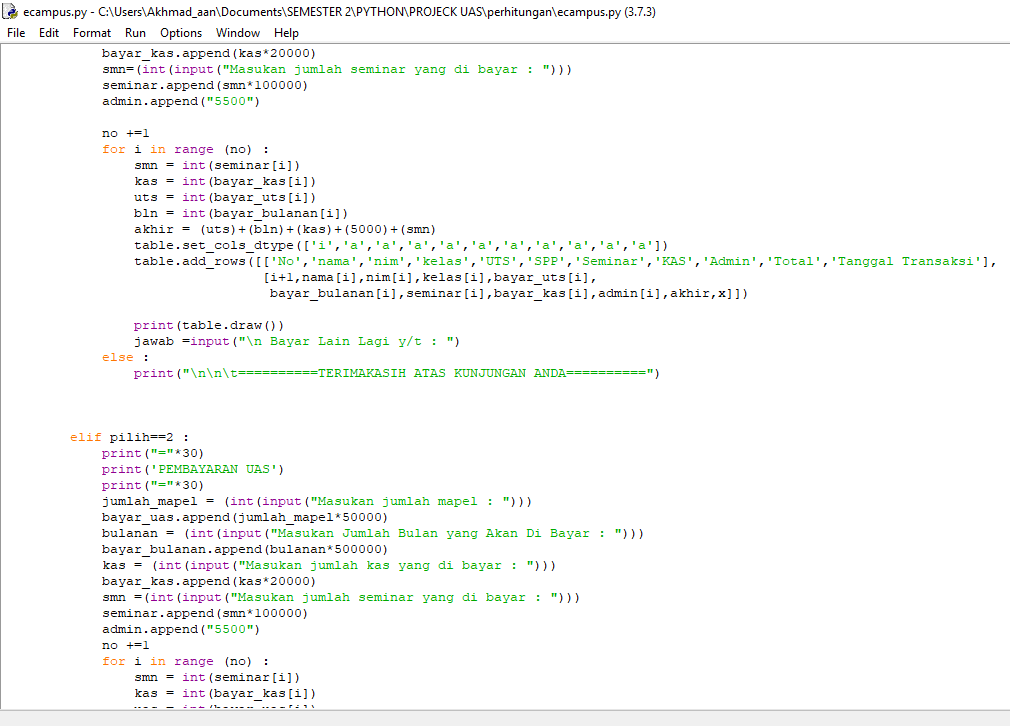 ecampus.py - C:\Users\Akhmad_aan\Documents\SEMESTER 2\PYTHON\PROJECK UAS\perhitungan\ecampus.py (3.7.3)
File Edit Format Run Options Window Help
bayar_kas.append(kas*20000)
smn=(int(input("Masukan jumlah seminar yang di bayar : ")))
seminar.append(smn*100000)
admin.append("5500")
no +=1
for i in range (no) :
smn = int(seminar[i])
kas = int(bayar_kas[i])
uts = int(bayar_uts[i])
bln = int(bayar_bulanan[i])
akhir = (uts)+(bln)+(kas)+(5000)+(smn)
table.set_cols_dtype(['i','a','a','a','a','a','a','a','a','a','a'])
table.add_rows([['No','nama','nim','kelas','UTS','SPP','Seminar','KAS','Admin','Total','Tanggal Transaksi'],
[i+1,nama[i],nim[i],kelas[i],bayar_uts[i],
bayar_bulanan[i],seminar[i],bayar_kas[i],admin[i],akhir,x]])
print(table.draw())
jawab =input("\n Bayar Lain Lagi y/t : ")
else :
print("\n\n\t==========TERIMAKASIH ATAS KUNJUNGAN ANDA==========")
elif pilih==2 :
print("="*30)
print('PEMBAYARAN UAS')
print("="*30)
jumlah_mapel = (int(input("Masukan jumlah mapel : ")))
bayar_uas.append(jumlah_mapel*50000)
bulanan = (int(input("Masukan Jumlah Bulan yang Akan Di Bayar : ")))
bayar_bulanan.append(bulanan*500000)
kas = (int(input("Masukan jumlah kas yang di bayar : ")))
bayar_kas.append(kas*20000)
smn =(int(input("Masukan jumlah seminar yang di bayar : ")))
seminar.append(smn*100000)
admin.append("5500")
no +=1
for i in range (no) :
smn = int(seminar[i])
kas = int(bayar_kas[i])